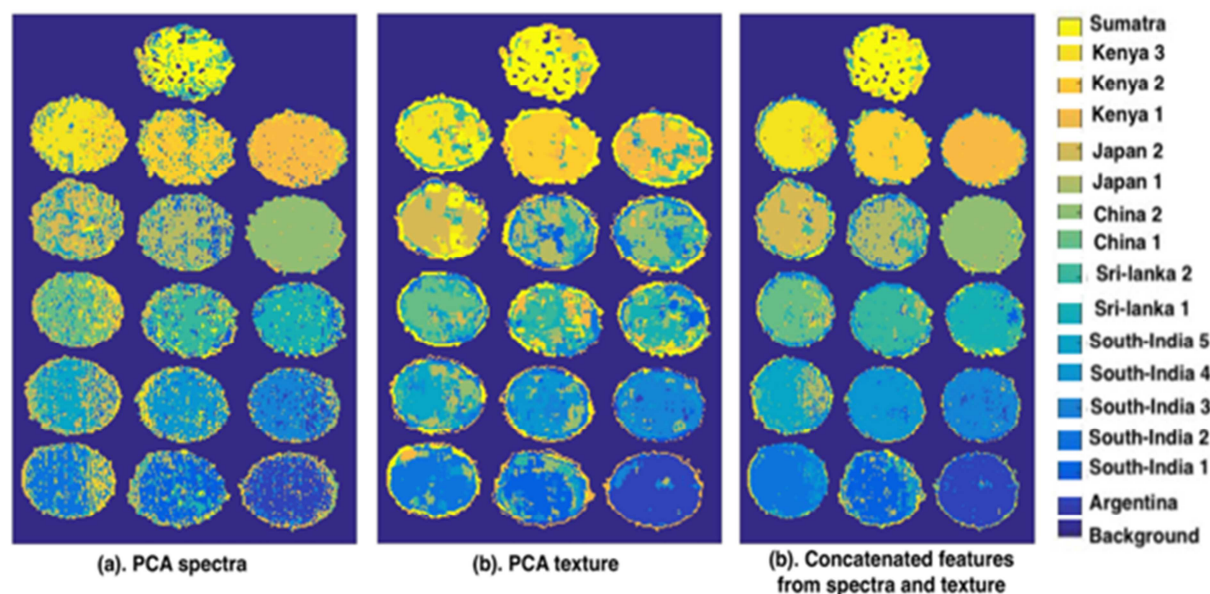 Sumatra
Kenya 3
Kenya 2
Kenya 1
Japan 2
Japan 1
China 2
China 1
Sri-lanka 2
Sri-lanka 1
South-India 5
South-India 4
South-India 3
South-India 2
South-India 1
Argentina
Background
(a). PCA spectra
(b). PCA texture
(b). Concatenated features
from spectra and texture